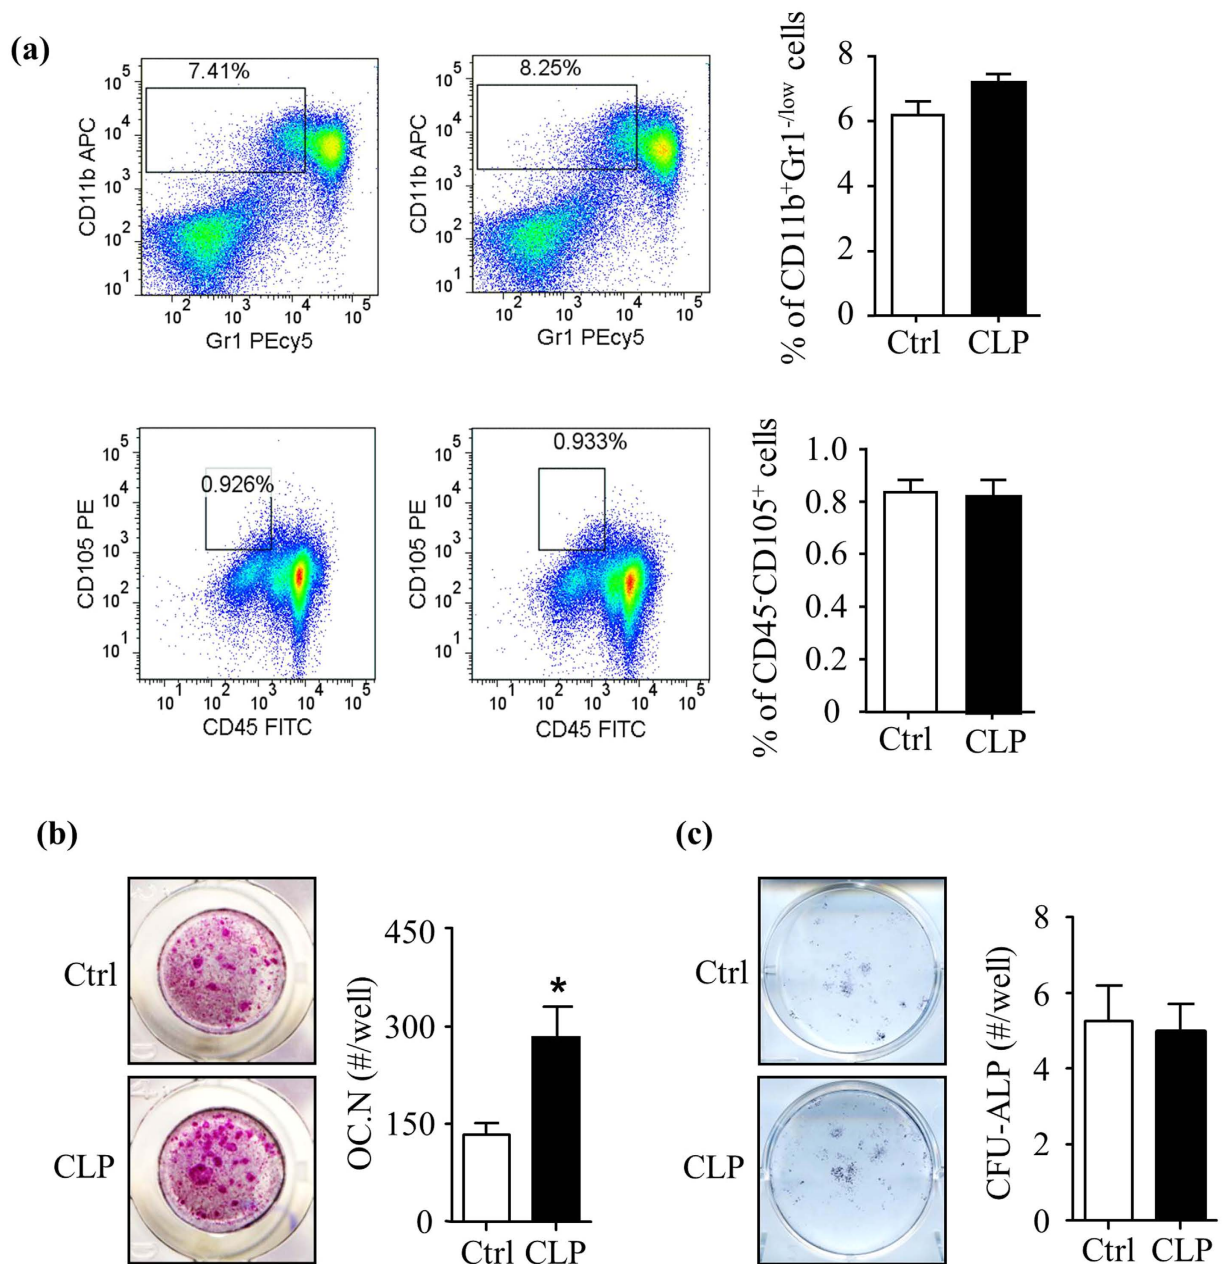 (a)
7.41%
CD11b APC
10⁵
10⁴
10³
10²
10¹
10² 10³ 10⁴ 10⁵
Gr1 PEcy5
8.25%
CD11b APC
10⁵
10⁴
10³
10²
10¹
10² 10³ 10⁴ 10⁵
Gr1 PEcy5
% of CD11b⁺Gr1⁻/ˡᵒʷ cells
8
6
4
2
0
Ctrl CLP
0.926%
CD105 PE
10⁵
10⁴
10³
10²
10¹
10¹ 10² 10³ 10⁴ 10⁵
CD45 FITC
0.933%
CD105 PE
10⁵
10⁴
10³
10²
10¹
10¹ 10² 10³ 10⁴ 10⁵
CD45 FITC
% of CD45⁻CD105⁺ cells
1.0
0.8
0.6
0.4
0.2
0
Ctrl CLP
(b)
Ctrl
CLP
OC.N (#/well)
450
300
150
0
*
Ctrl CLP
(c)
Ctrl
CLP
CFU-ALP (#/well)
8
6
4
2
0
Ctrl CLP